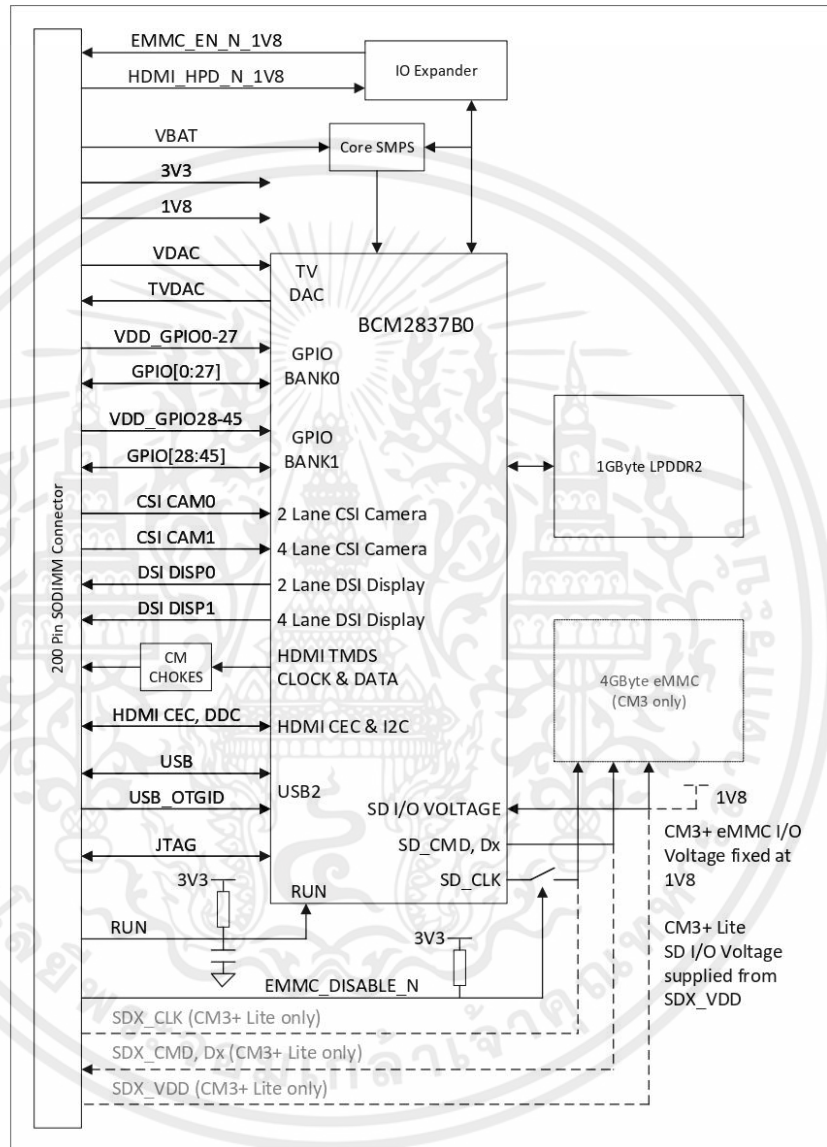 EMMC_EN_N_1V8
IO Expander
HDMI_HPD_N_1V8
VBAT
Core SMPS
3V3
1V8
VDAC
TV
DAC
TVDAC
BCM2837B0
VDD_GPIO0-27
GPIO
BANK0
GPIO[0:27]
VDD_GPIO28-45
GPIO
BANK1
GPIO[28:45]
1GByte LPDDR2
CSI CAM0
2 Lane CSI Camera
CSI CAM1
4 Lane CSI Camera
DSI DISP0
2 Lane DSI Display
DSI DISP1
4 Lane DSI Display
200 Pin SODIMM Connector
CM
CHOKES
HDMI TMDS
CLOCK & DATA
4GByte eMMC
(CM3 only)
HDMI CEC, DDC
HDMI CEC & I2C
USB
USB2
USB_OTGID
SD I/O VOLTAGE
1V8
SD_CMD, Dx
CM3+ eMMC I/O
Voltage fixed at
1V8
JTAG
SD_CLK
3V3
RUN
RUN
3V3
CM3+ Lite
SD I/O Voltage
supplied from
SDX_VDD
EMMC_DISABLE_N
SDX_CLK (CM3+ Lite only)
SDX_CMD, Dx (CM3+ Lite only)
SDX_VDD (CM3+ Lite only)